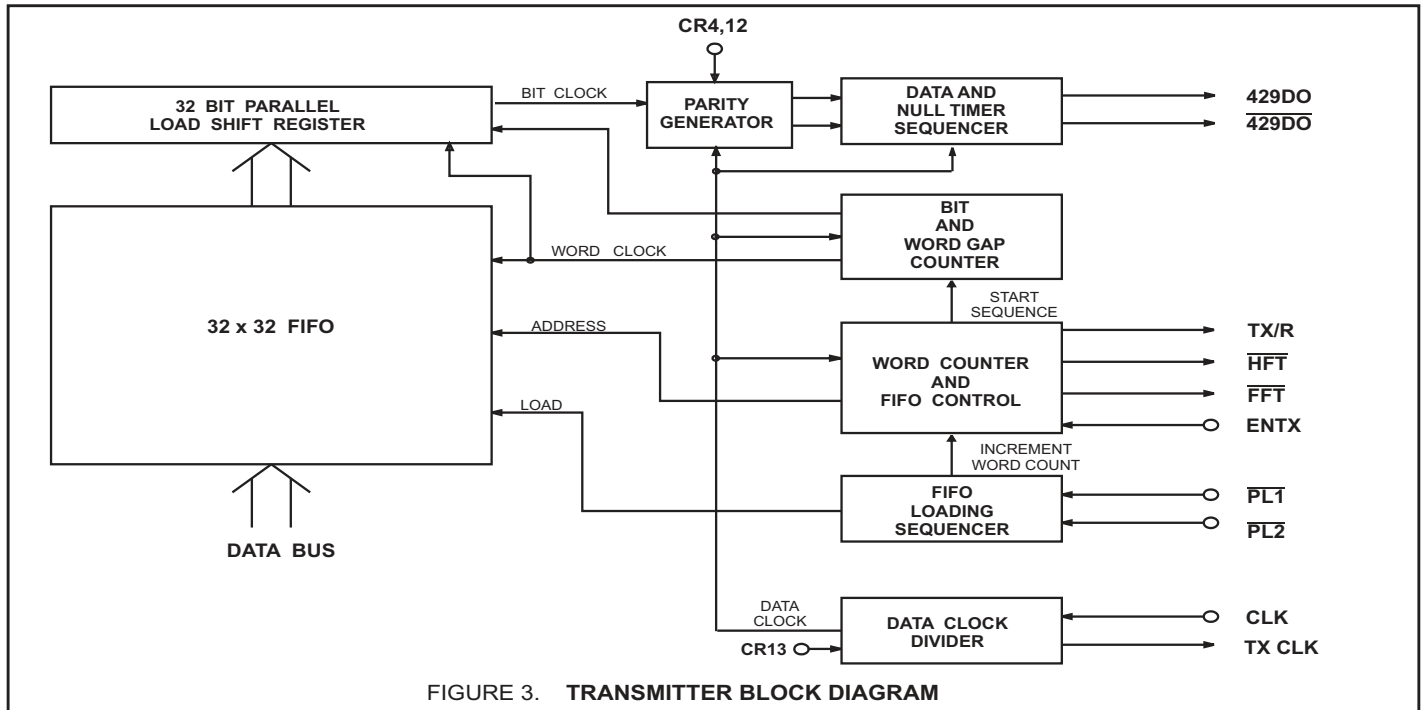 CR4,12
32 BIT PARALLEL
LOAD SHIFT REGISTER
BIT CLOCK
PARITY
GENERATOR
DATA AND
NULL TIMER
SEQUENCER
429DO
429DO
BIT
AND
WORD GAP
COUNTER
WORD CLOCK
START
SEQUENCE
32 x 32 FIFO
ADDRESS
WORD COUNTER
AND
FIFO CONTROL
TX/R
HFT
FFT
ENTX
LOAD
INCREMENT
WORD COUNT
FIFO
LOADING
SEQUENCER
PL1
PL2
DATA BUS
DATA
CLOCK
CR13
DATA CLOCK
DIVIDER
CLK
TX CLK
FIGURE 3. TRANSMITTER BLOCK DIAGRAM